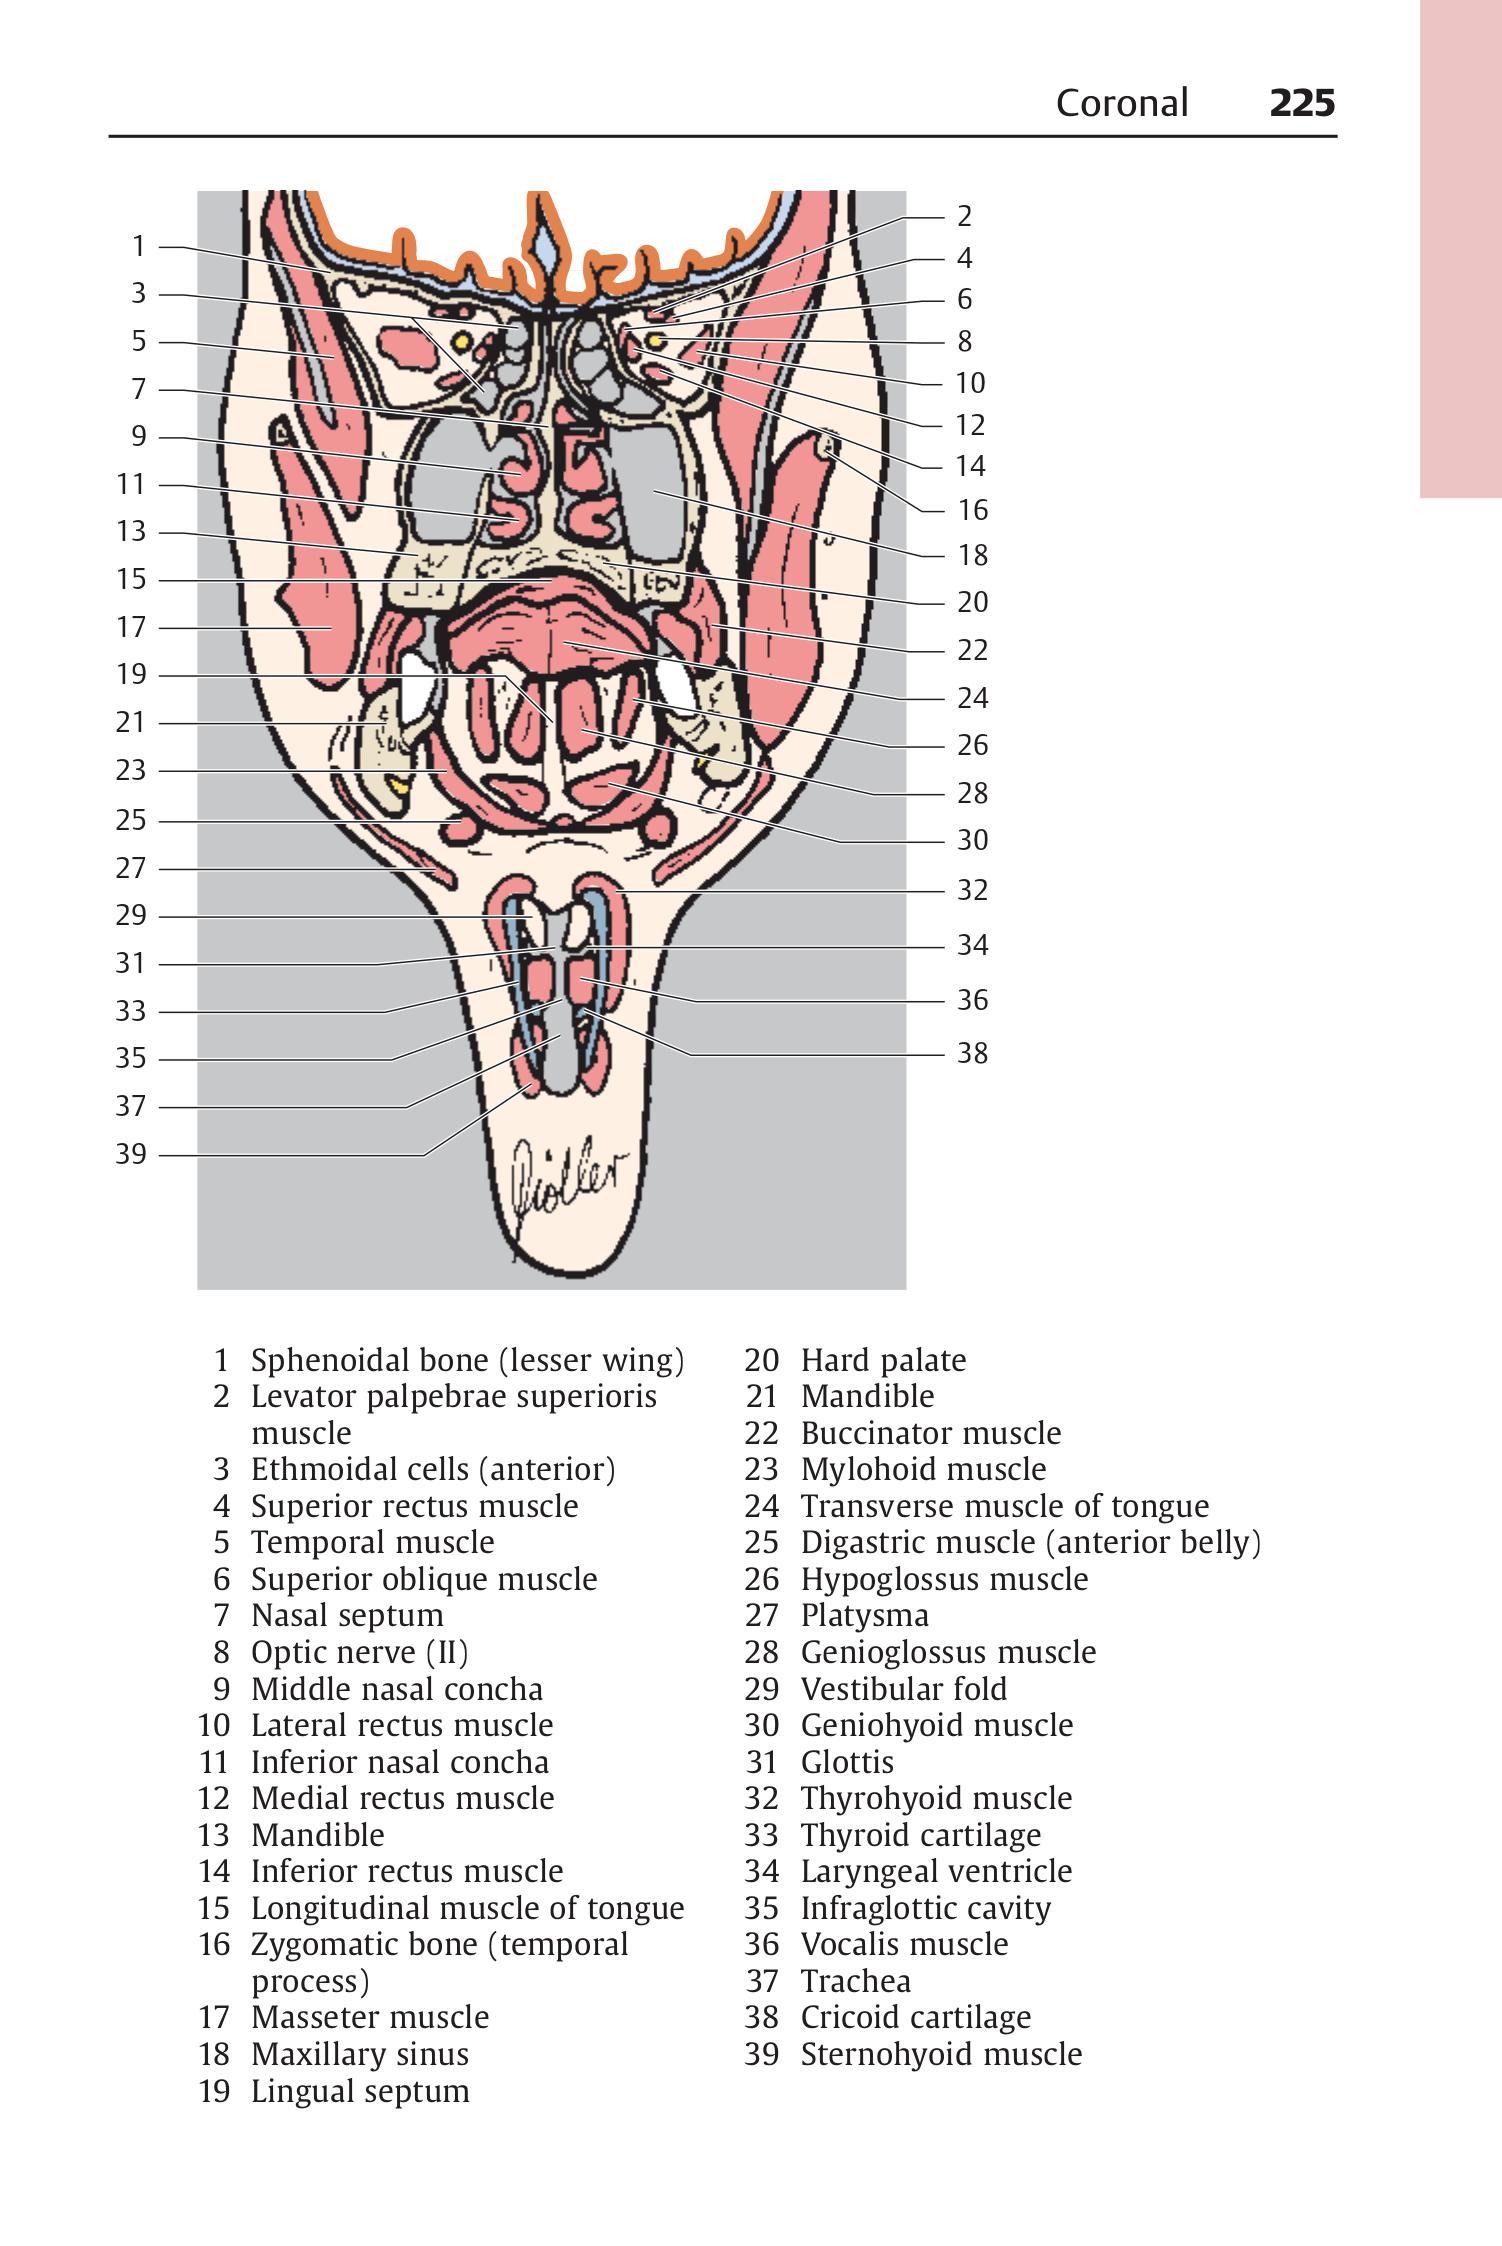 Coronal 225
1
3
5
7
9
11
13
15
17
19
21
23
25
27
29
31
33
35
37
39
2
4
6
8
10
12
14
16
18
20
22
24
26
28
30
32
34
36
38
1 Sphenoidal bone (lesser wing)
2 Levator palpebrae superioris
muscle
3 Ethmoidal cells (anterior)
4 Superior rectus muscle
5 Temporal muscle
6 Superior oblique muscle
7 Nasal septum
8 Optic nerve (II)
9 Middle nasal concha
10 Lateral rectus muscle
11 Inferior nasal concha
12 Medial rectus muscle
13 Mandible
14 Inferior rectus muscle
15 Longitudinal muscle of tongue
16 Zygomatic bone (temporal
process)
17 Masseter muscle
18 Maxillary sinus
19 Lingual septum
20 Hard palate
21 Mandible
22 Buccinator muscle
23 Mylohoid muscle
24 Transverse muscle of tongue
25 Digastric muscle (anterior belly)
26 Hypoglossus muscle
27 Platysma
28 Genioglossus muscle
29 Vestibular fold
30 Geniohyoid muscle
31 Glottis
32 Thyrohyoid muscle
33 Thyroid cartilage
34 Laryngeal ventricle
35 Infraglottic cavity
36 Vocalis muscle
37 Trachea
38 Cricoid cartilage
39 Sternohyoid muscle